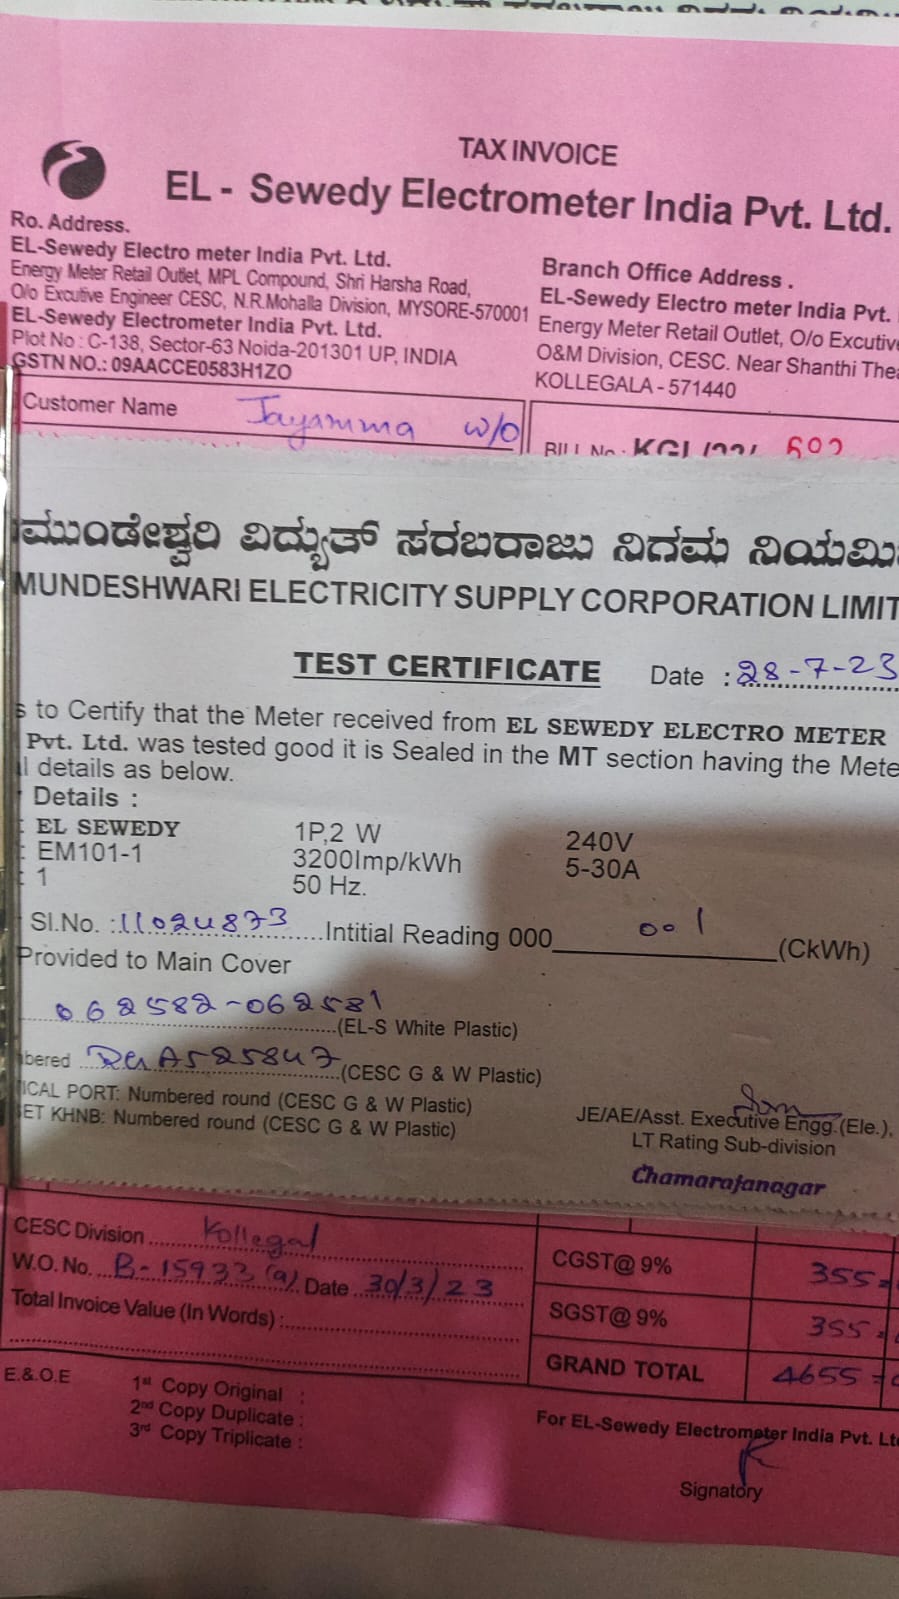 TAX INVOICE
EL - Sewedy Electrometer India Pvt. Ltd.
Ro. Address.
EL-Sewedy Electro meter India Pvt. Ltd.
Energy Meter Retail Outlet, MPL Compound, Shri Harsha Road,
O/o Excutive Engineer CESC, N.R.Mohalla Division, MYSORE-570001
EL-Sewedy Electrometer India Pvt. Ltd.
Plot No : C-138, Sector-63 Noida-201301 UP, INDIA
GSTN NO.: 09AACCE0583H1ZO
Branch Office Address .
EL-Sewedy Electro meter India Pvt.
Energy Meter Retail Outlet, O/o Excutive
O&M Division, CESC. Near Shanthi
KOLLEGALA - 571440
Customer Name Jayamma W/O
BILL No :
ಮುಂಡೇಶ್ವರಿ ವಿದ್ಯುತ್ ಸರಬರಾಜು ನಿಗಮ
MUNDESHWARI ELECTRICITY SUPPLY CORPORATION LIMIT
TEST CERTIFICATE Date : 28-7-23
s to Certify that the Meter received from EL SEWEDY ELECTRO METER
Pvt. Ltd. was tested good it is Sealed in the MT section having the Mete
l details as below.
Details :
: EL SEWEDY 1P,2 W 240V
: EM101-1 3200Imp/kWh 5-30A
: 1 50 Hz.
Sl.No. : 11024873 Intitial Reading 000 001 (CkWh)
Provided to Main Cover
062582-062581 (EL-S White Plastic)
bered (CESC G & W Plastic)
ICAL PORT: Numbered round (CESC G & W Plastic)
ET KHNB: Numbered round (CESC G & W Plastic)
JE/AE/Asst. Executive Engg.(Ele.),
LT Rating Sub-division
Chamarajanagar
CESC Division Kollegal
W.O. No. B-15933 (a) Date 30/3/23
Total Invoice Value (In Words) :
CGST@ 9% 355=
SGST@ 9% 355=
GRAND TOTAL 4655=
E.&.O.E
1st Copy Original :
2nd Copy Duplicate :
3rd Copy Triplicate :
For EL-Sewedy Electrometer India Pvt. Lt
Signatory